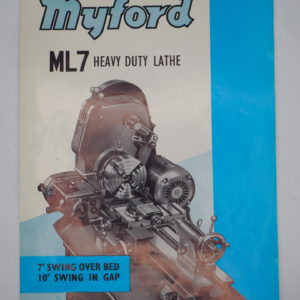 Myford
ML7 HEAVY DUTY LATHE
7" SWING OVER BED
10" SWING IN GAP